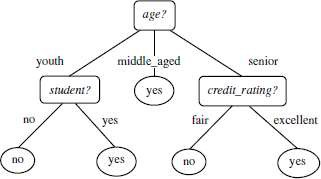 age?
youth middle_aged senior
student? yes credit_rating?
no yes fair excellent
no yes no yes